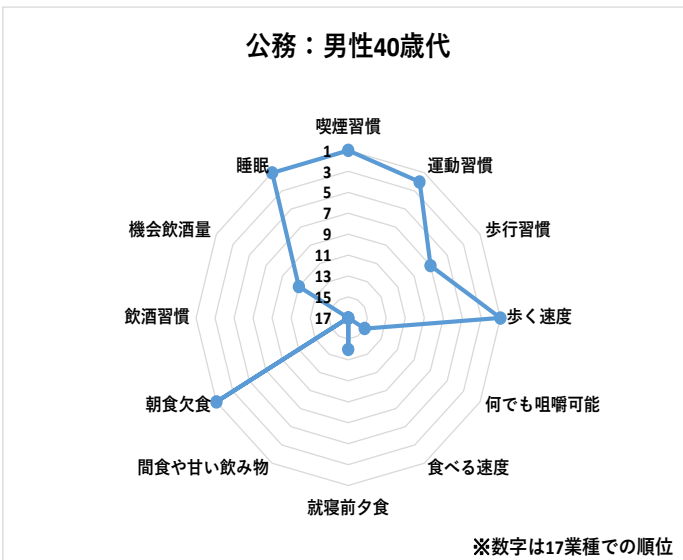 公務：男性40歳代
喫煙習慣
運動習慣
歩行習慣
歩く速度
何でも咀嚼可能
食べる速度
就寝前夕食
間食や甘い飲み物
朝食欠食
飲酒習慣
機会飲酒量
睡眠
1
3
5
7
9
11
13
15
17
※数字は17業種での順位